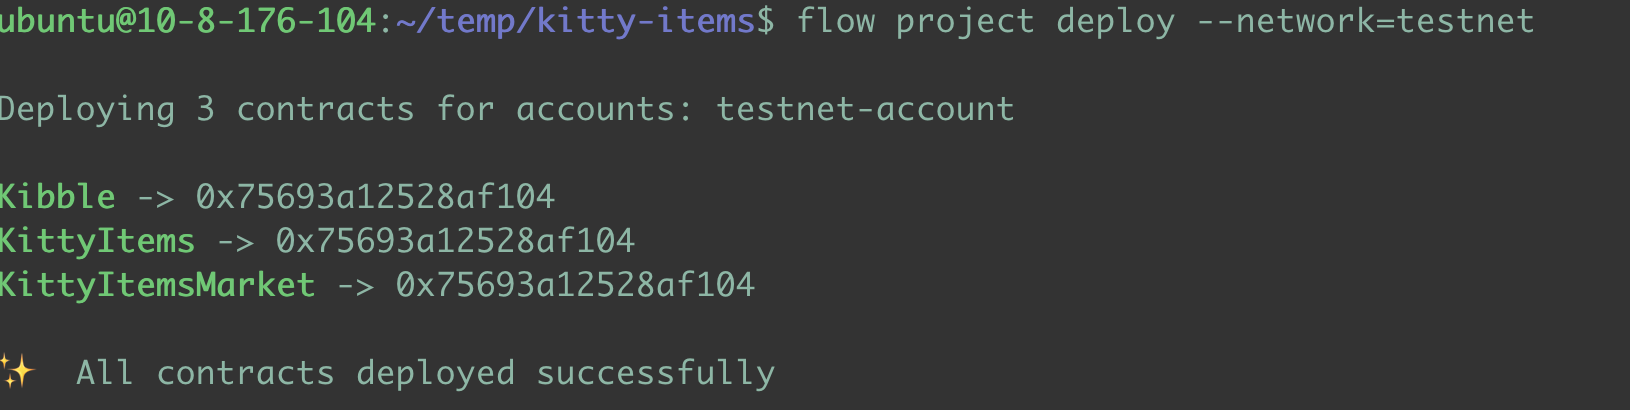 ubuntu@10-8-176-104:~/temp/kitty-items$ flow project deploy --network=testnet
Deploying 3 contracts for accounts: testnet-account
Kibble -> 0x75693a12528af104
KittyItems -> 0x75693a12528af104
KittyItemsMarket -> 0x75693a12528af104
✨ All contracts deployed successfully